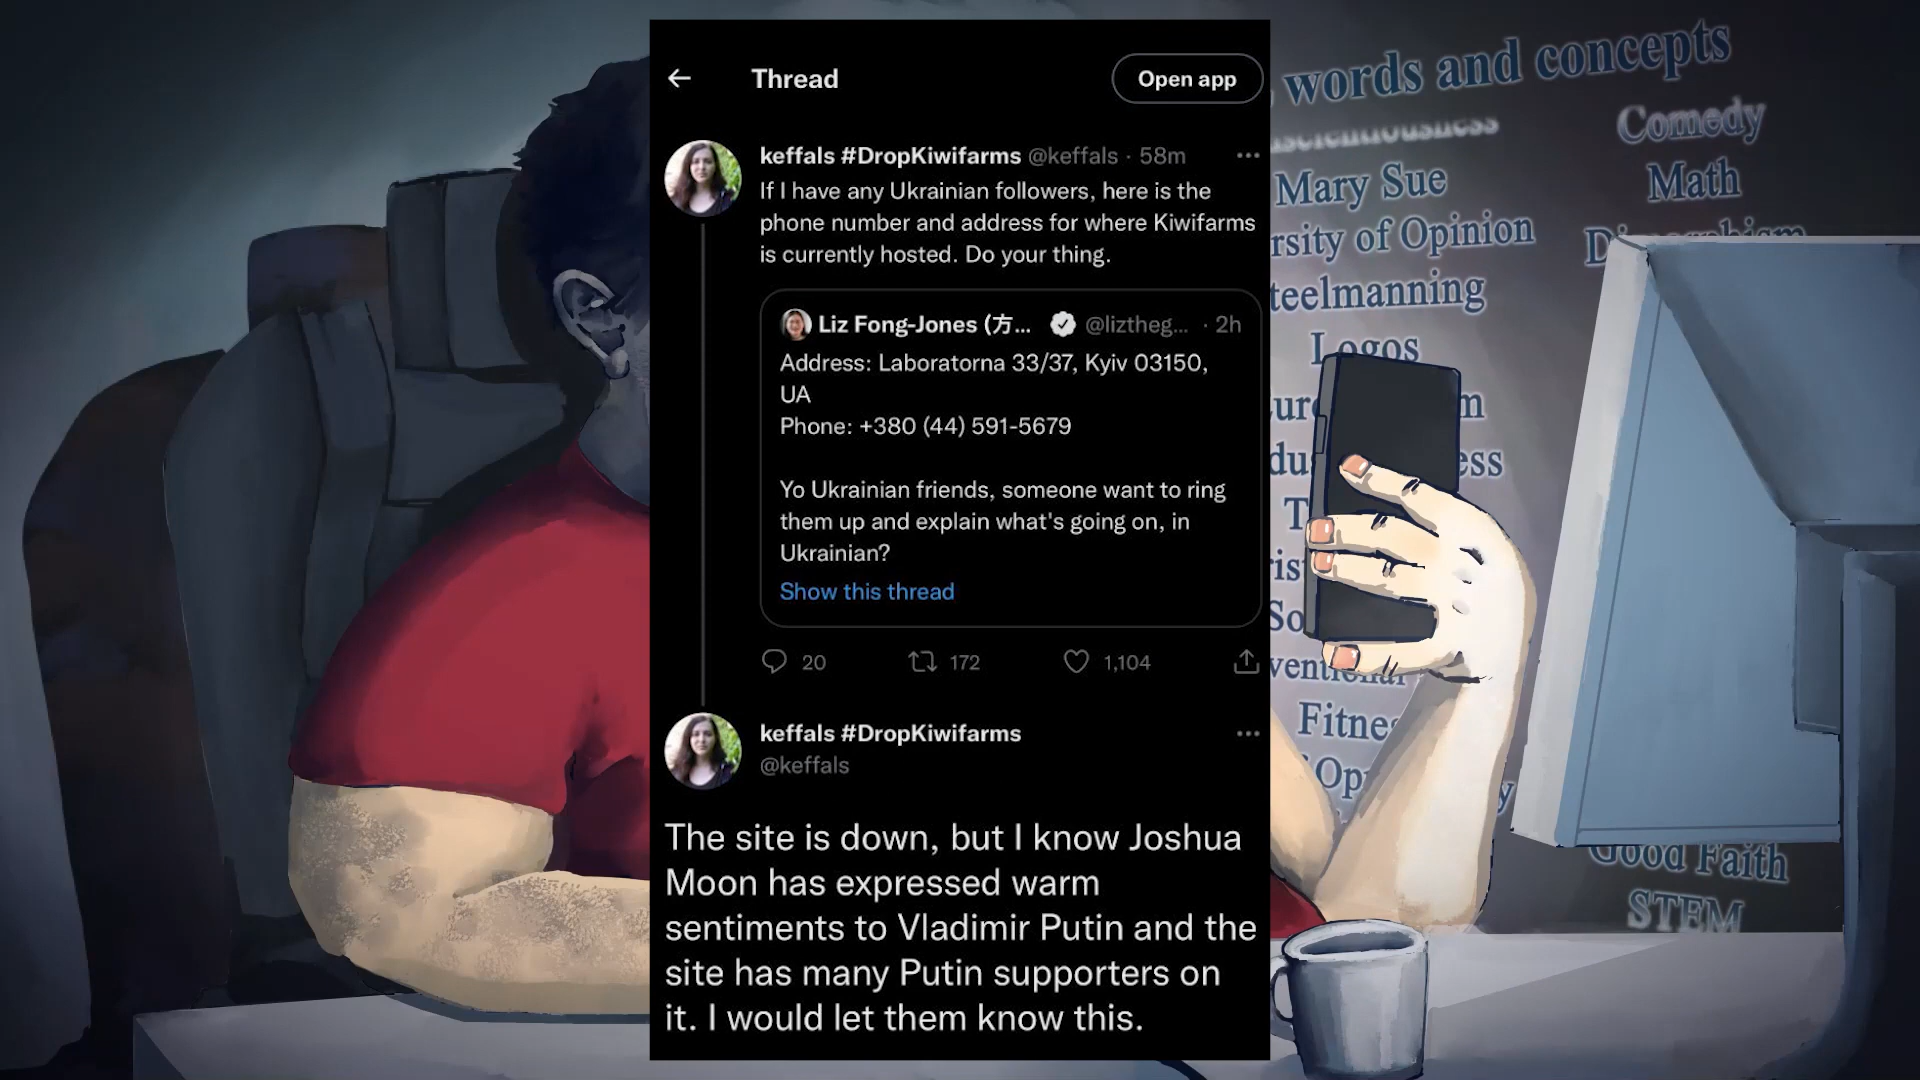 Thread
Open app
keffals #DropKiwifarms @keffals · 58m
If I have any Ukrainian followers, here is the
phone number and address for where Kiwifarms
is currently hosted. Do your thing.
Liz Fong-Jones (方... @liztheg... · 2h
Address: Laboratorna 33/37, Kyiv 03150,
UA
Phone: +380 (44) 591-5679
Yo Ukrainian friends, someone want to ring
them up and explain what's going on, in
Ukrainian?
Show this thread
20
172
1,104
keffals #DropKiwifarms
@keffals
The site is down, but I know Joshua
Moon has expressed warm
sentiments to Vladimir Putin and the
site has many Putin supporters on
it. I would let them know this.
words and concepts
Mary Sue
rsity of Opinion
teelmanning
Logos
Fitne
Comedy
Math
Good Faith
STEM